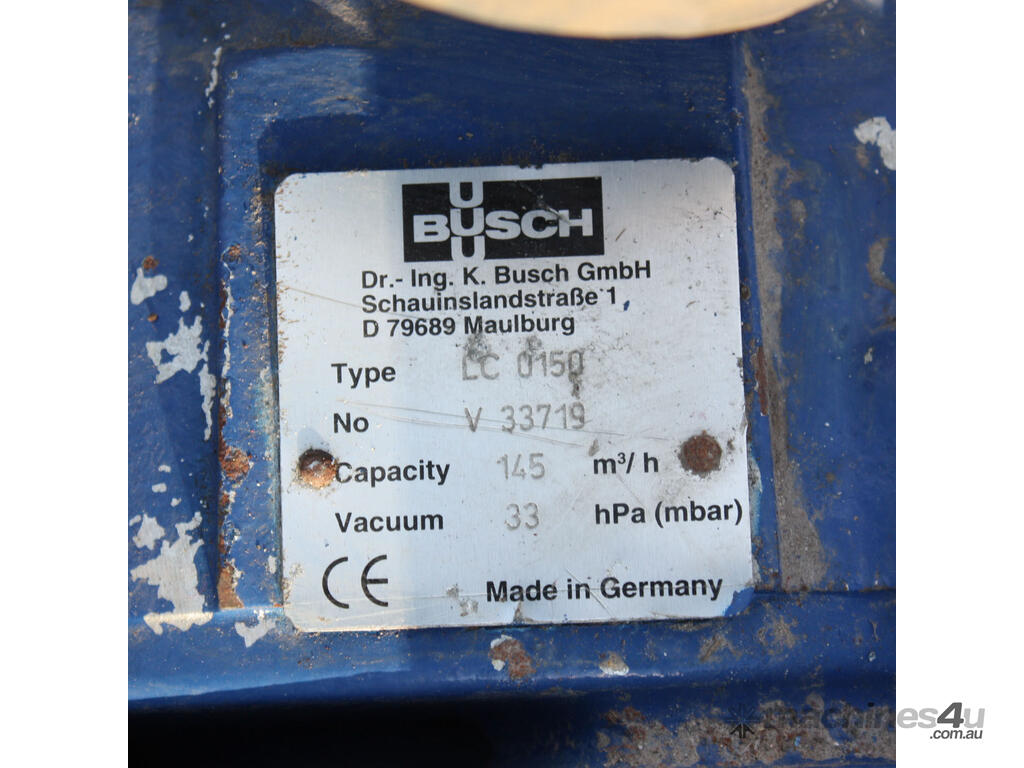 BUSCH
Dr.- Ing. K. Busch GmbH
Schauinslandstraße 1,
D 79689 Maulburg
Type LC 0150
No V 33719
Capacity 145 m³/ h
Vacuum 33 hPa (mbar)
CE Made in Germany
machines4u
.com.au